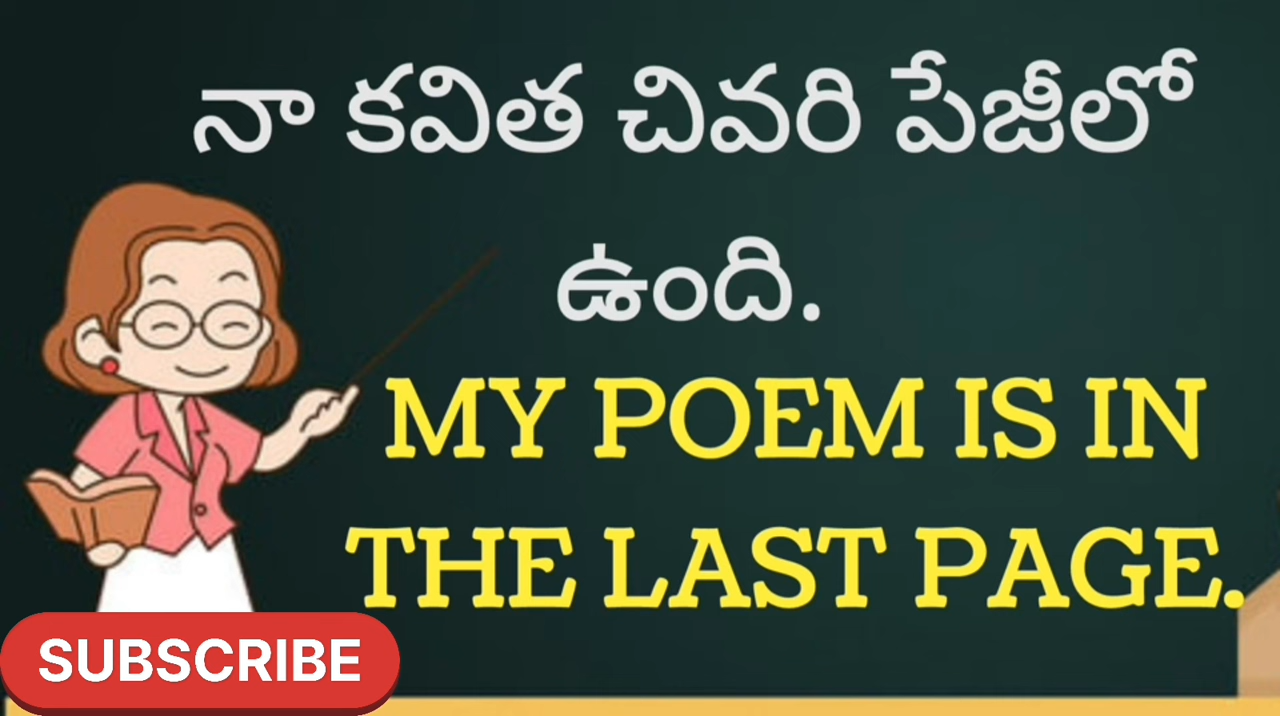 నా కవిత చివరి పేజీలో
ఉంది.
MY POEM IS IN
THE LAST PAGE.
SUBSCRIBE